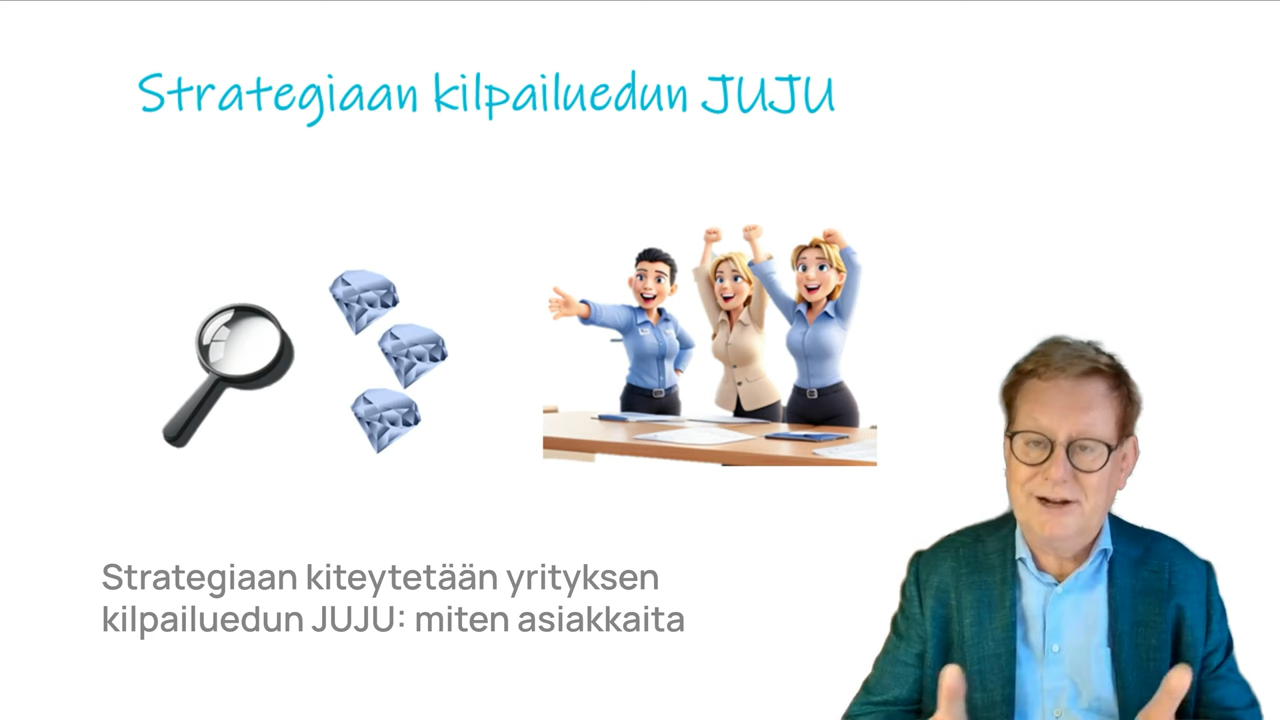 Strategiaan kilpailuedun JUJU
Strategiaan kiteytetään yrityksen
kilpailuedun JUJU: miten asiakkaita